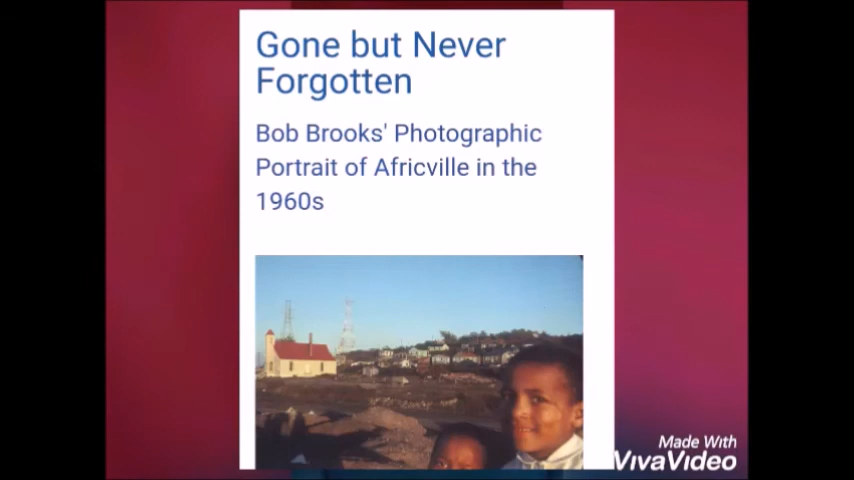 Gone but Never
Forgotten
Bob Brooks' Photographic
Portrait of Africville in the
1960s
Made With
VivaVideo